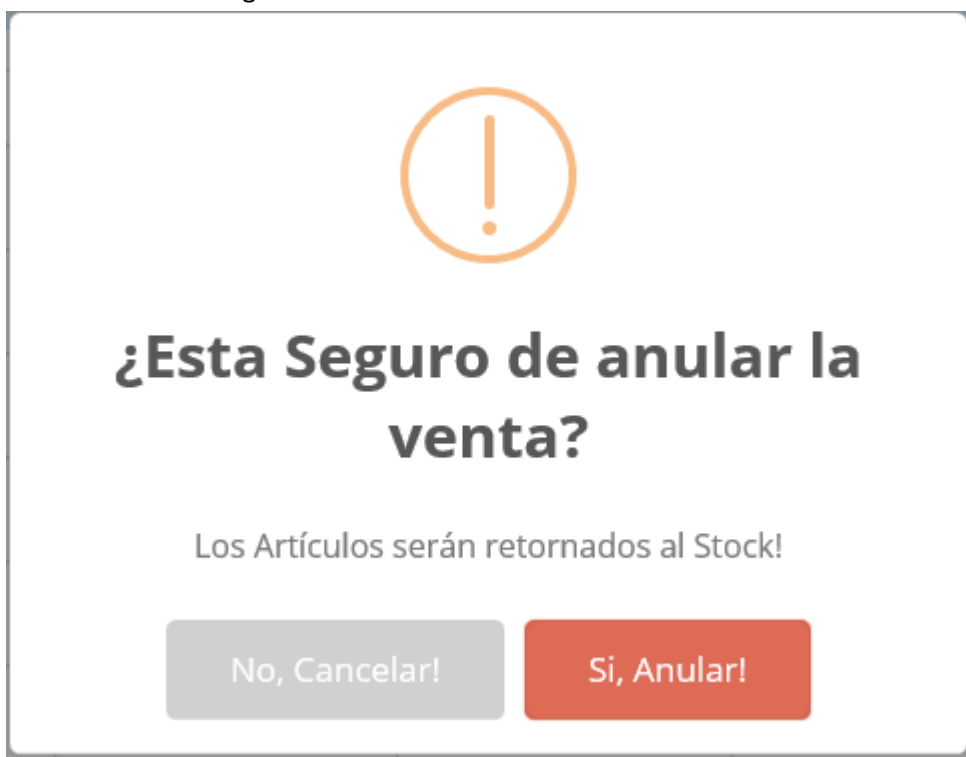 ¿Esta Seguro de anular la
venta?
Los Artículos serán retornados al Stock!
No, Cancelar!
Si, Anular!